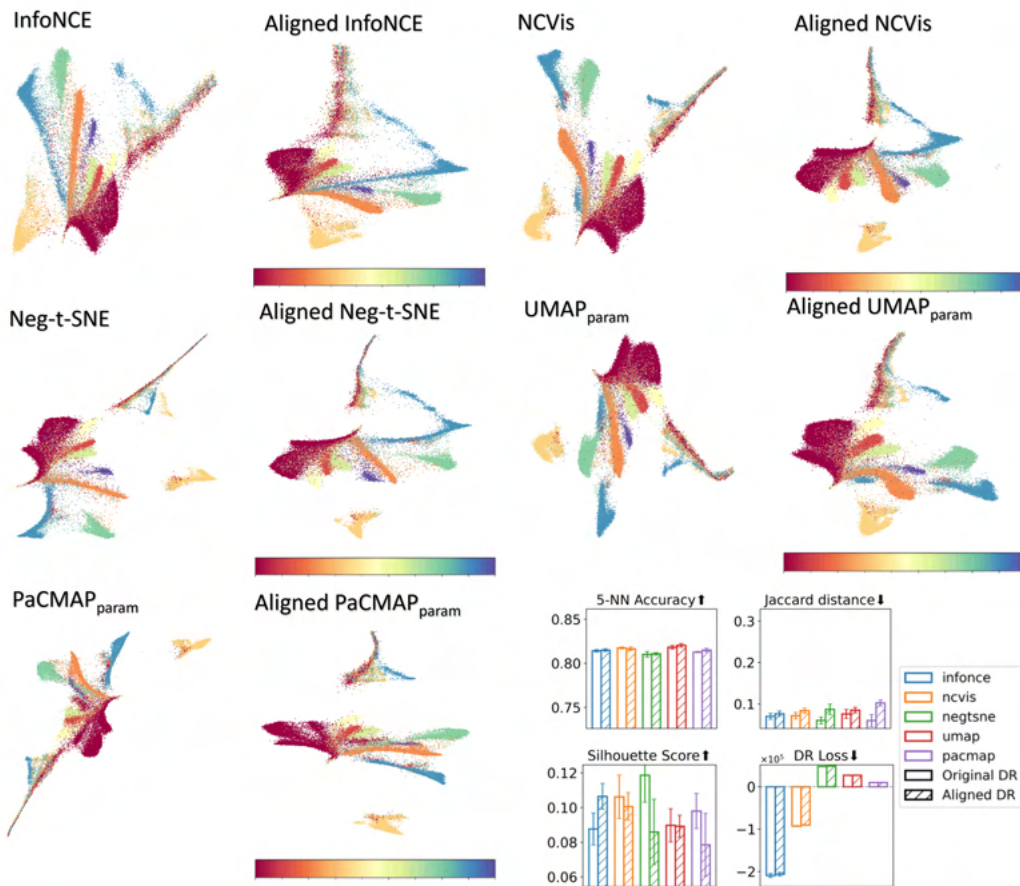 InfoNCE
Aligned InfoNCE
NCVis
Aligned NCVis
Neg-t-SNE
Aligned Neg-t-SNE
UMAPparam
Aligned UMAPparam
PaCMAPparam
Aligned PaCMAPparam
5-NN Accuracy⬆
0.85
0.80
0.75
Jaccard distance⬇
0.3
0.2
0.1
Silhouette Score⬆
0.12
0.10
0.08
0.06
DR Loss⬇
×10⁵
0
−1
−2
infonce
ncvis
negtsne
umap
pacmap
Original DR
Aligned DR